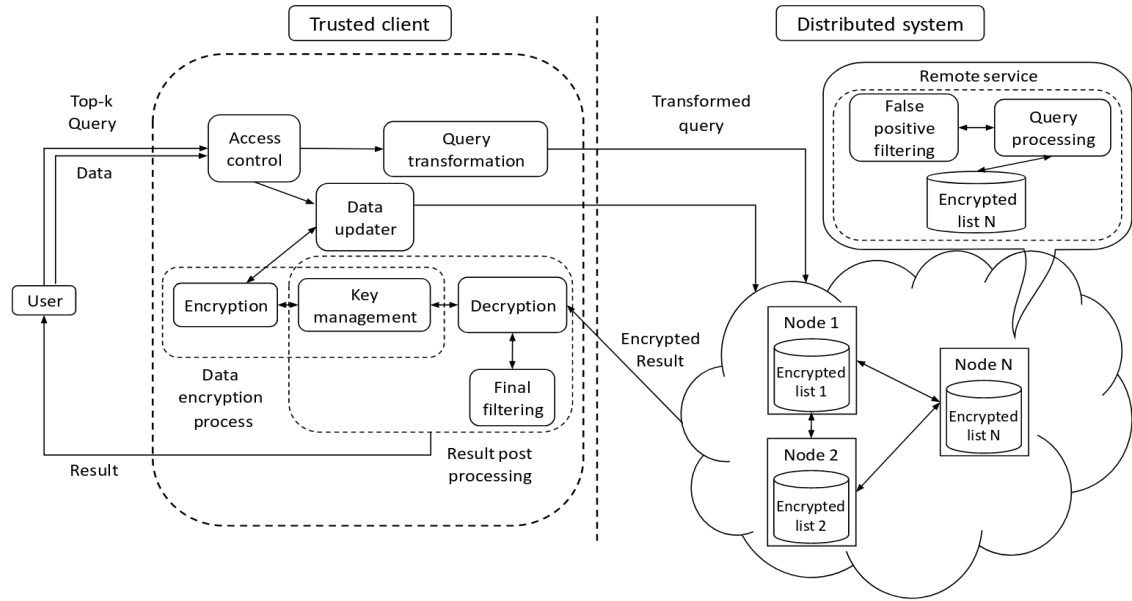 Trusted client
Distributed system
Remote service
False
positive
filtering
Query
processing
Encrypted
list N
Top-k
Query
Data
Access
control
Query
transformation
Transformed
query
Data
updater
User
Encryption
Key
management
Decryption
Final
filtering
Data
encryption
process
Result post
processing
Result
Encrypted
Result
Node 1
Encrypted
list 1
Node 2
Encrypted
list 2
Node N
Encrypted
list N